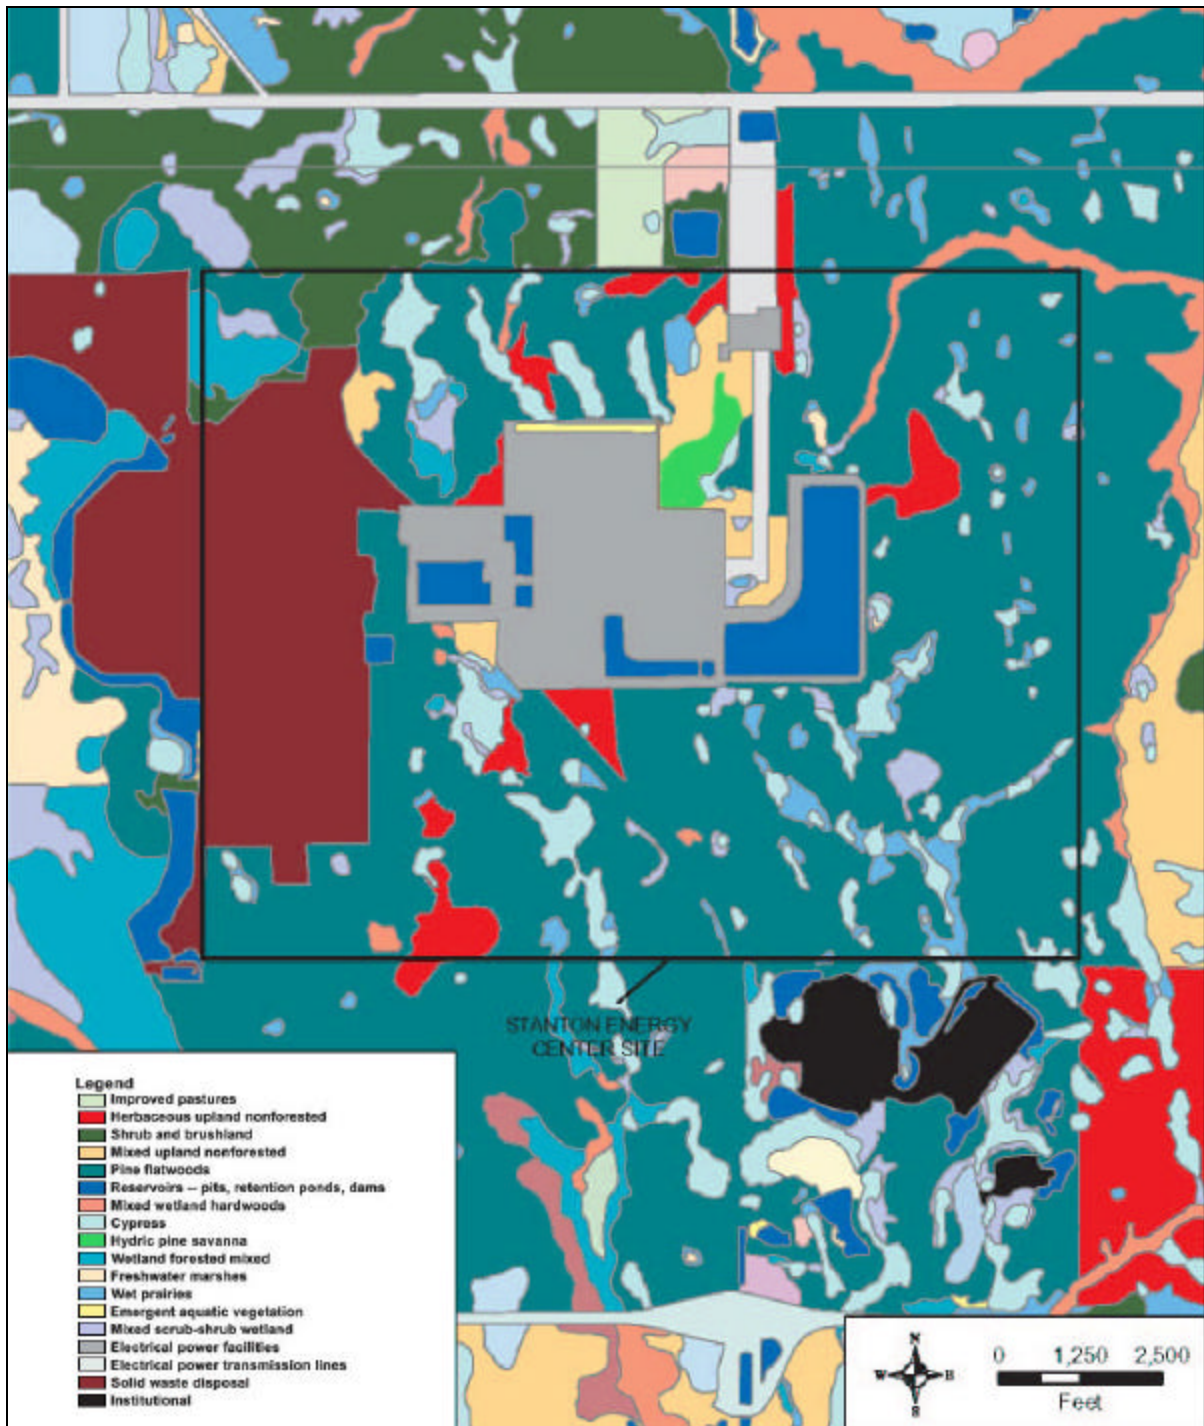 STANTON ENERGY
CENTER SITE
Legend
Improved pastures
Herbaceous upland nonforested
Shrub and brushland
Mixed upland nonforested
Pine flatwoods
Reservoirs -- pits, retention ponds, dams
Mixed wetland hardwoods
Cypress
Hydric pine savanna
Wetland forested mixed
Freshwater marshes
Wet prairies
Emergent aquatic vegetation
Mixed scrub-shrub wetland
Electrical power facilities
Electrical power transmission lines
Solid waste disposal
Institutional
N
W E
S
0 1,250 2,500
Feet